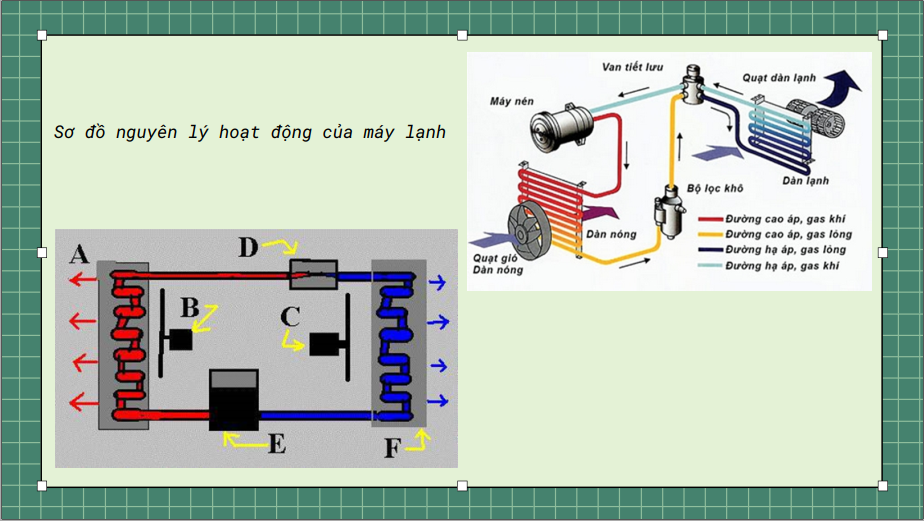 Sơ đồ nguyên lý hoạt động của máy lạnh
Van tiết lưu
Quạt dàn lạnh
Máy nén
Dàn lạnh
Bộ lọc khô
Dàn nóng
Quạt gió
Dàn nóng
Đường cao áp, gas khí
Đường cao áp, gas lỏng
Đường hạ áp, gas lỏng
Đường hạ áp, gas khí
A
D
B
C
E
F